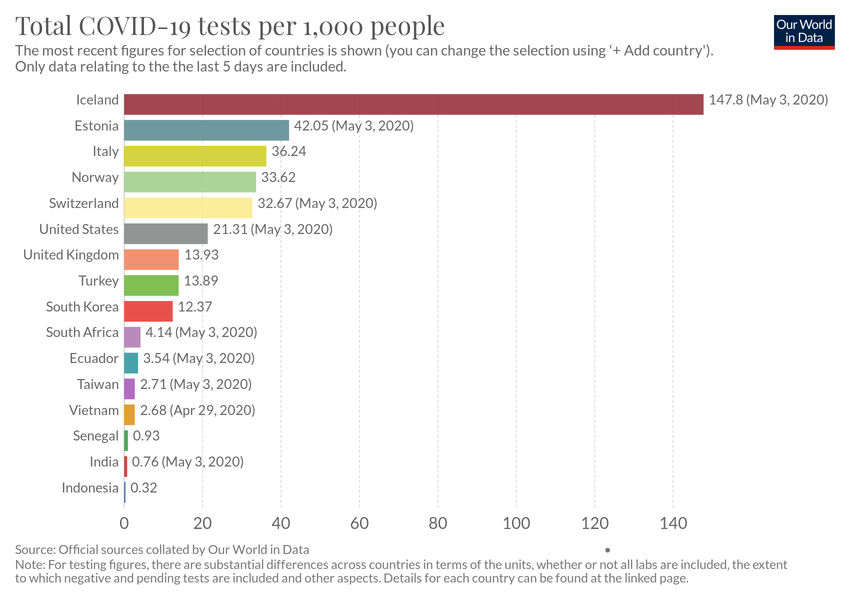 Total COVID-19 tests per 1,000 people
Our World
in Data
The most recent figures for selection of countries is shown (you can change the selection using '+ Add country').
Only data relating to the the last 5 days are included.
Iceland 147.8 (May 3, 2020)
Estonia 42.05 (May 3, 2020)
Italy 36.24
Norway 33.62
Switzerland 32.67 (May 3, 2020)
United States 21.31 (May 3, 2020)
United Kingdom 13.93
Turkey 13.89
South Korea 12.37
South Africa 4.14 (May 3, 2020)
Ecuador 3.54 (May 3, 2020)
Taiwan 2.71 (May 3, 2020)
Vietnam 2.68 (Apr 29, 2020)
Senegal 0.93
India 0.76 (May 3, 2020)
Indonesia 0.32
0 20 40 60 80 100 120 140
Source: Official sources collated by Our World in Data
Note: For testing figures, there are substantial differences across countries in terms of the units, whether or not all labs are included, the extent
to which negative and pending tests are included and other aspects. Details for each country can be found at the linked page.